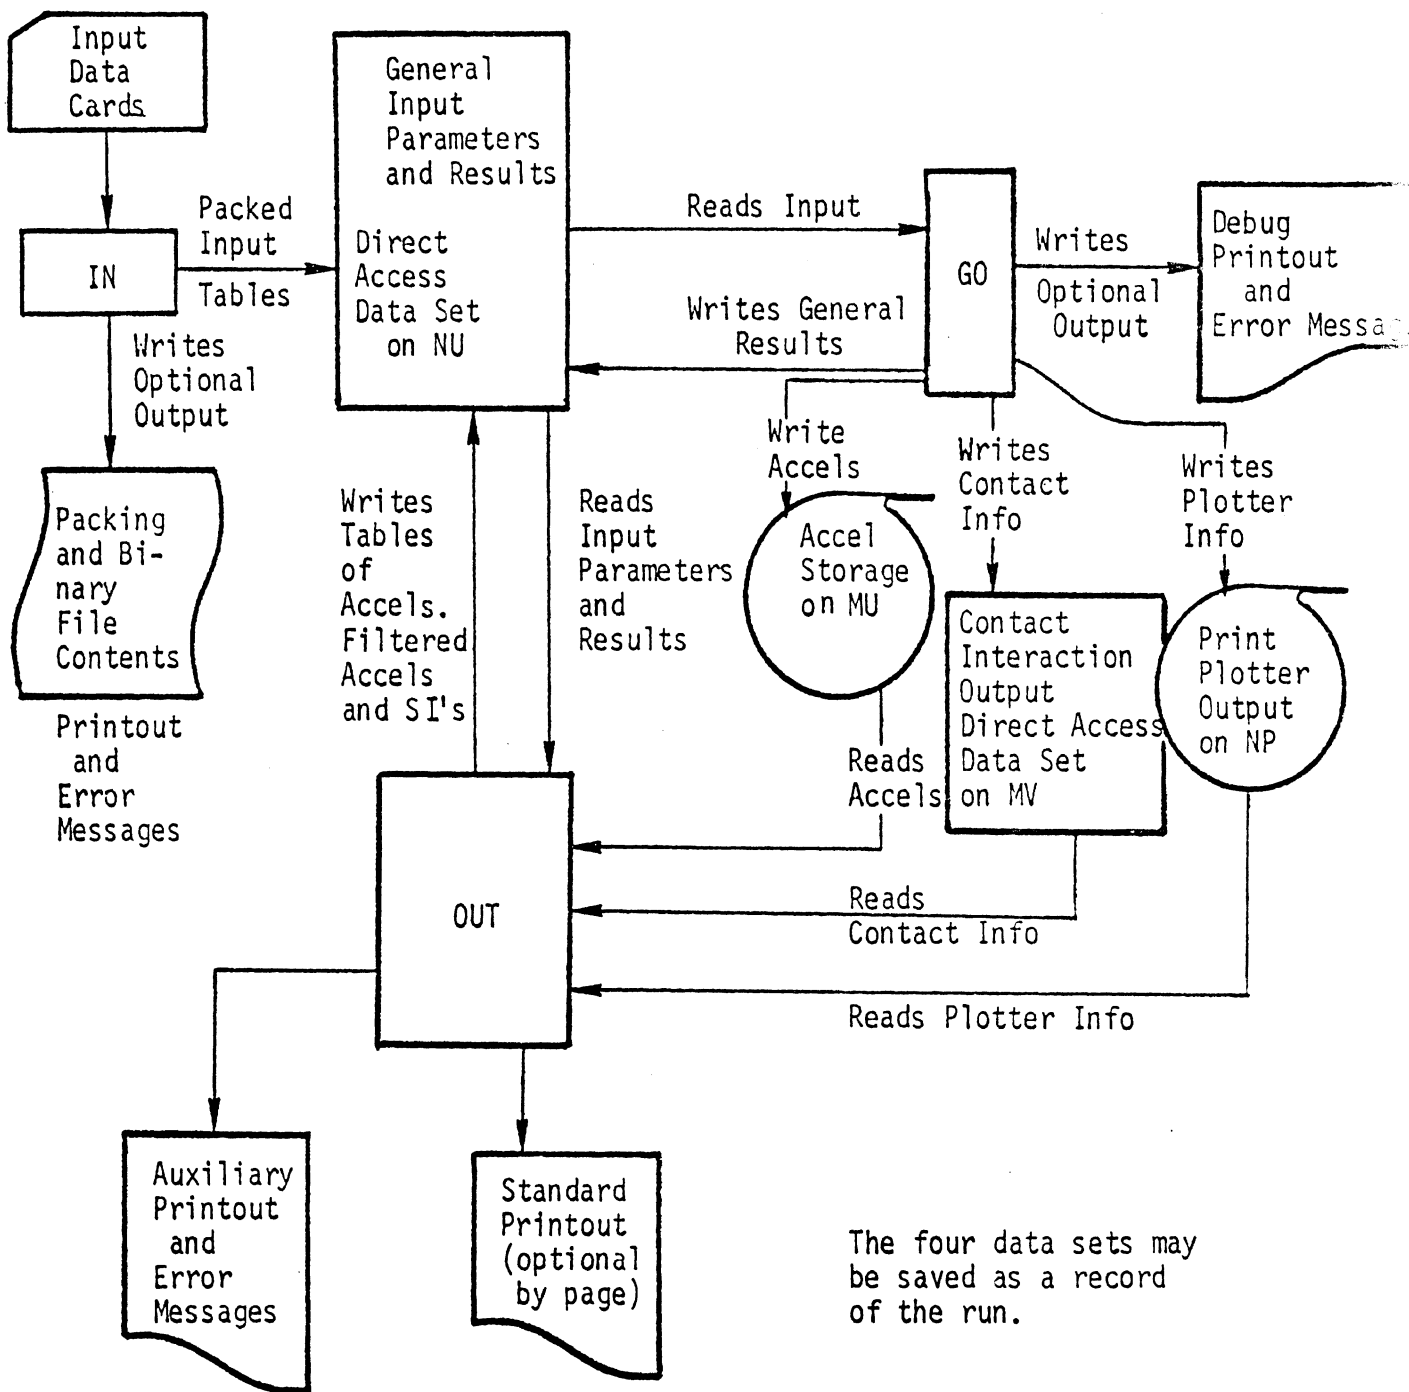 Input
Data
Cards
General
Input
Parameters
and Results
Direct
Access
Data Set
on NU
Packed
Input
Tables
IN
Writes
Optional
Output
Packing
and Bi-
nary
File
Contents
Printout
and
Error
Messages
Reads Input
Writes General
Results
GO
Writes
Optional
Output
Debug
Printout
and
Error Messag
Write
Accels
Writes
Contact
Info
Writes
Plotter
Info
Accel
Storage
on MU
Contact
Interaction
Output
Direct Access
Data Set
on MV
Print
Plotter
Output
on NP
Writes
Tables
of
Accels.
Filtered
Accels
and SI's
Reads
Input
Parameters
and
Results
Reads
Accels
OUT
Reads
Contact Info
Reads Plotter Info
Auxiliary
Printout
and
Error
Messages
Standard
Printout
(optional
by page)
The four data sets may
be saved as a record
of the run.